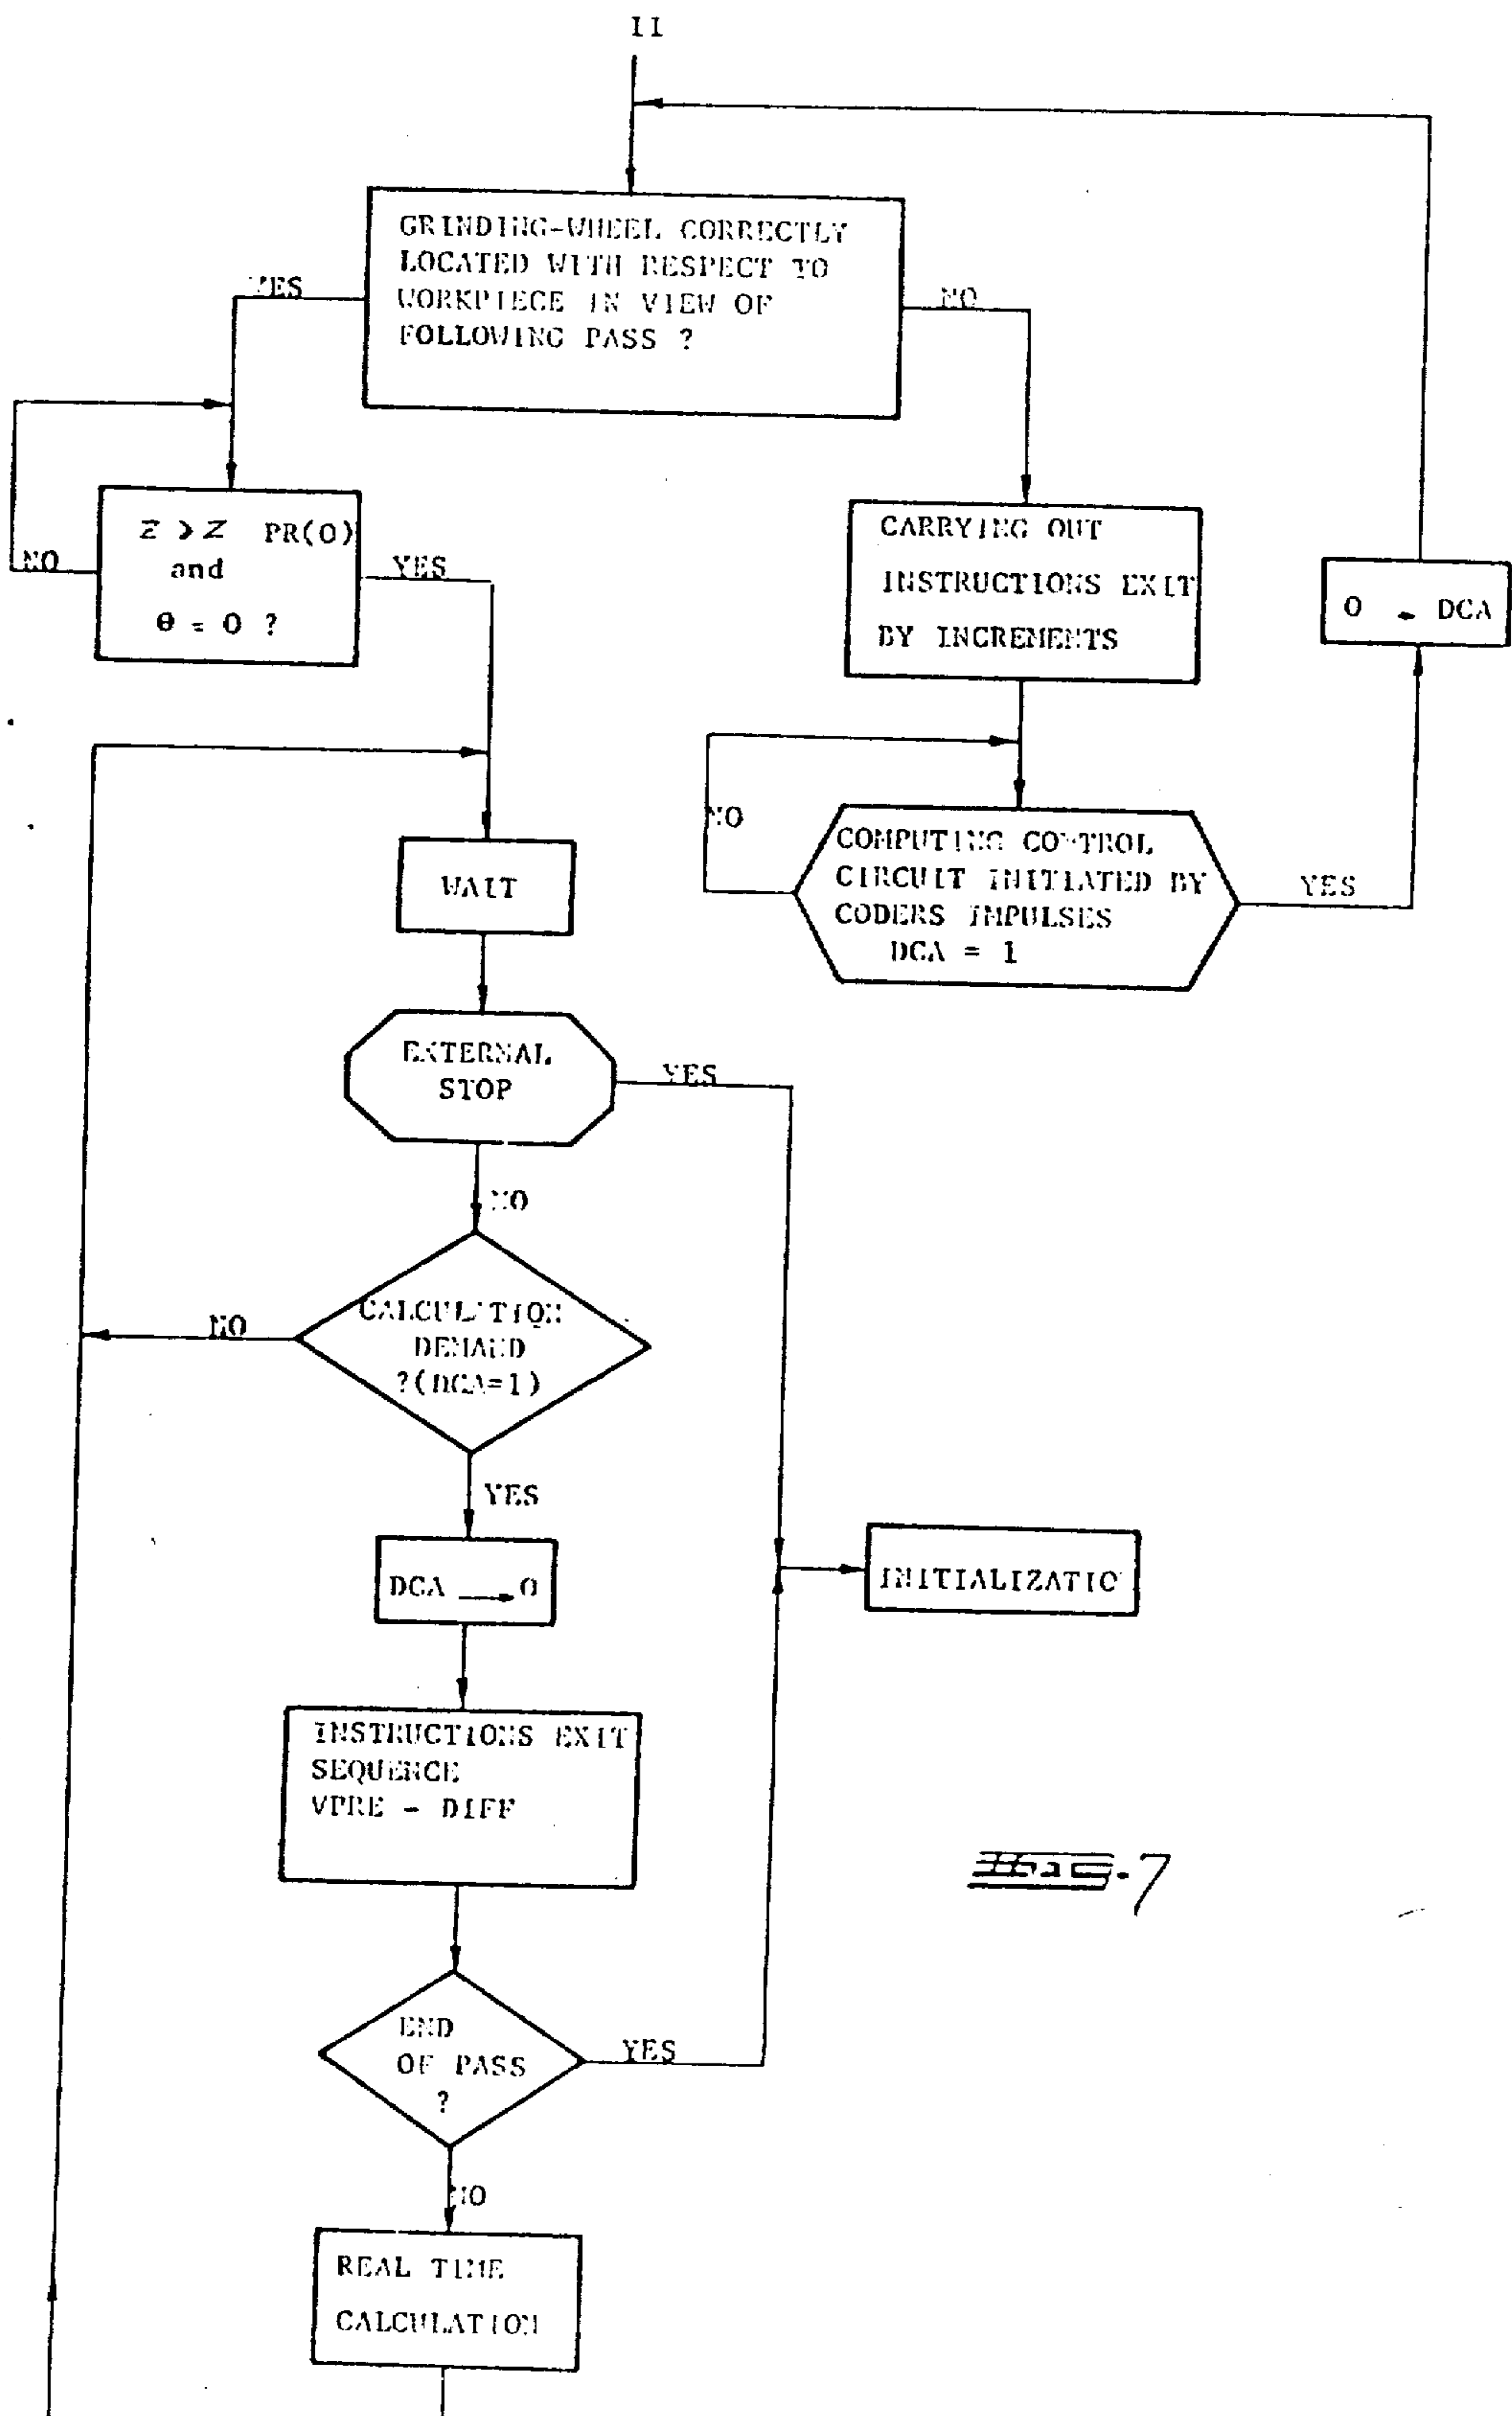 II
GRINDING-WHEEL CORRECTLY
LOCATED WITH RESPECT TO
WORKPIECE IN VIEW OF
FOLLOWING PASS ?
YES
NO
Z > Z PR(0)
and
θ = 0 ?
NO
YES
CARRYING OUT
INSTRUCTIONS EXIT
BY INCREMENTS
0 → DCA
NO
COMPUTING CONTROL
CIRCUIT INITIATED BY
CODERS IMPULSES
DCA = 1
YES
WAIT
EXTERNAL
STOP
YES
NO
CALCULATION
DEMAND
?(DCA=1)
NO
YES
DCA → 0
INITIALIZATIO
INSTRUCTIONS EXIT
SEQUENCE
VPRE - DIFF
FIG-7
END
OF PASS
?
YES
NO
REAL TIME
CALCULATION